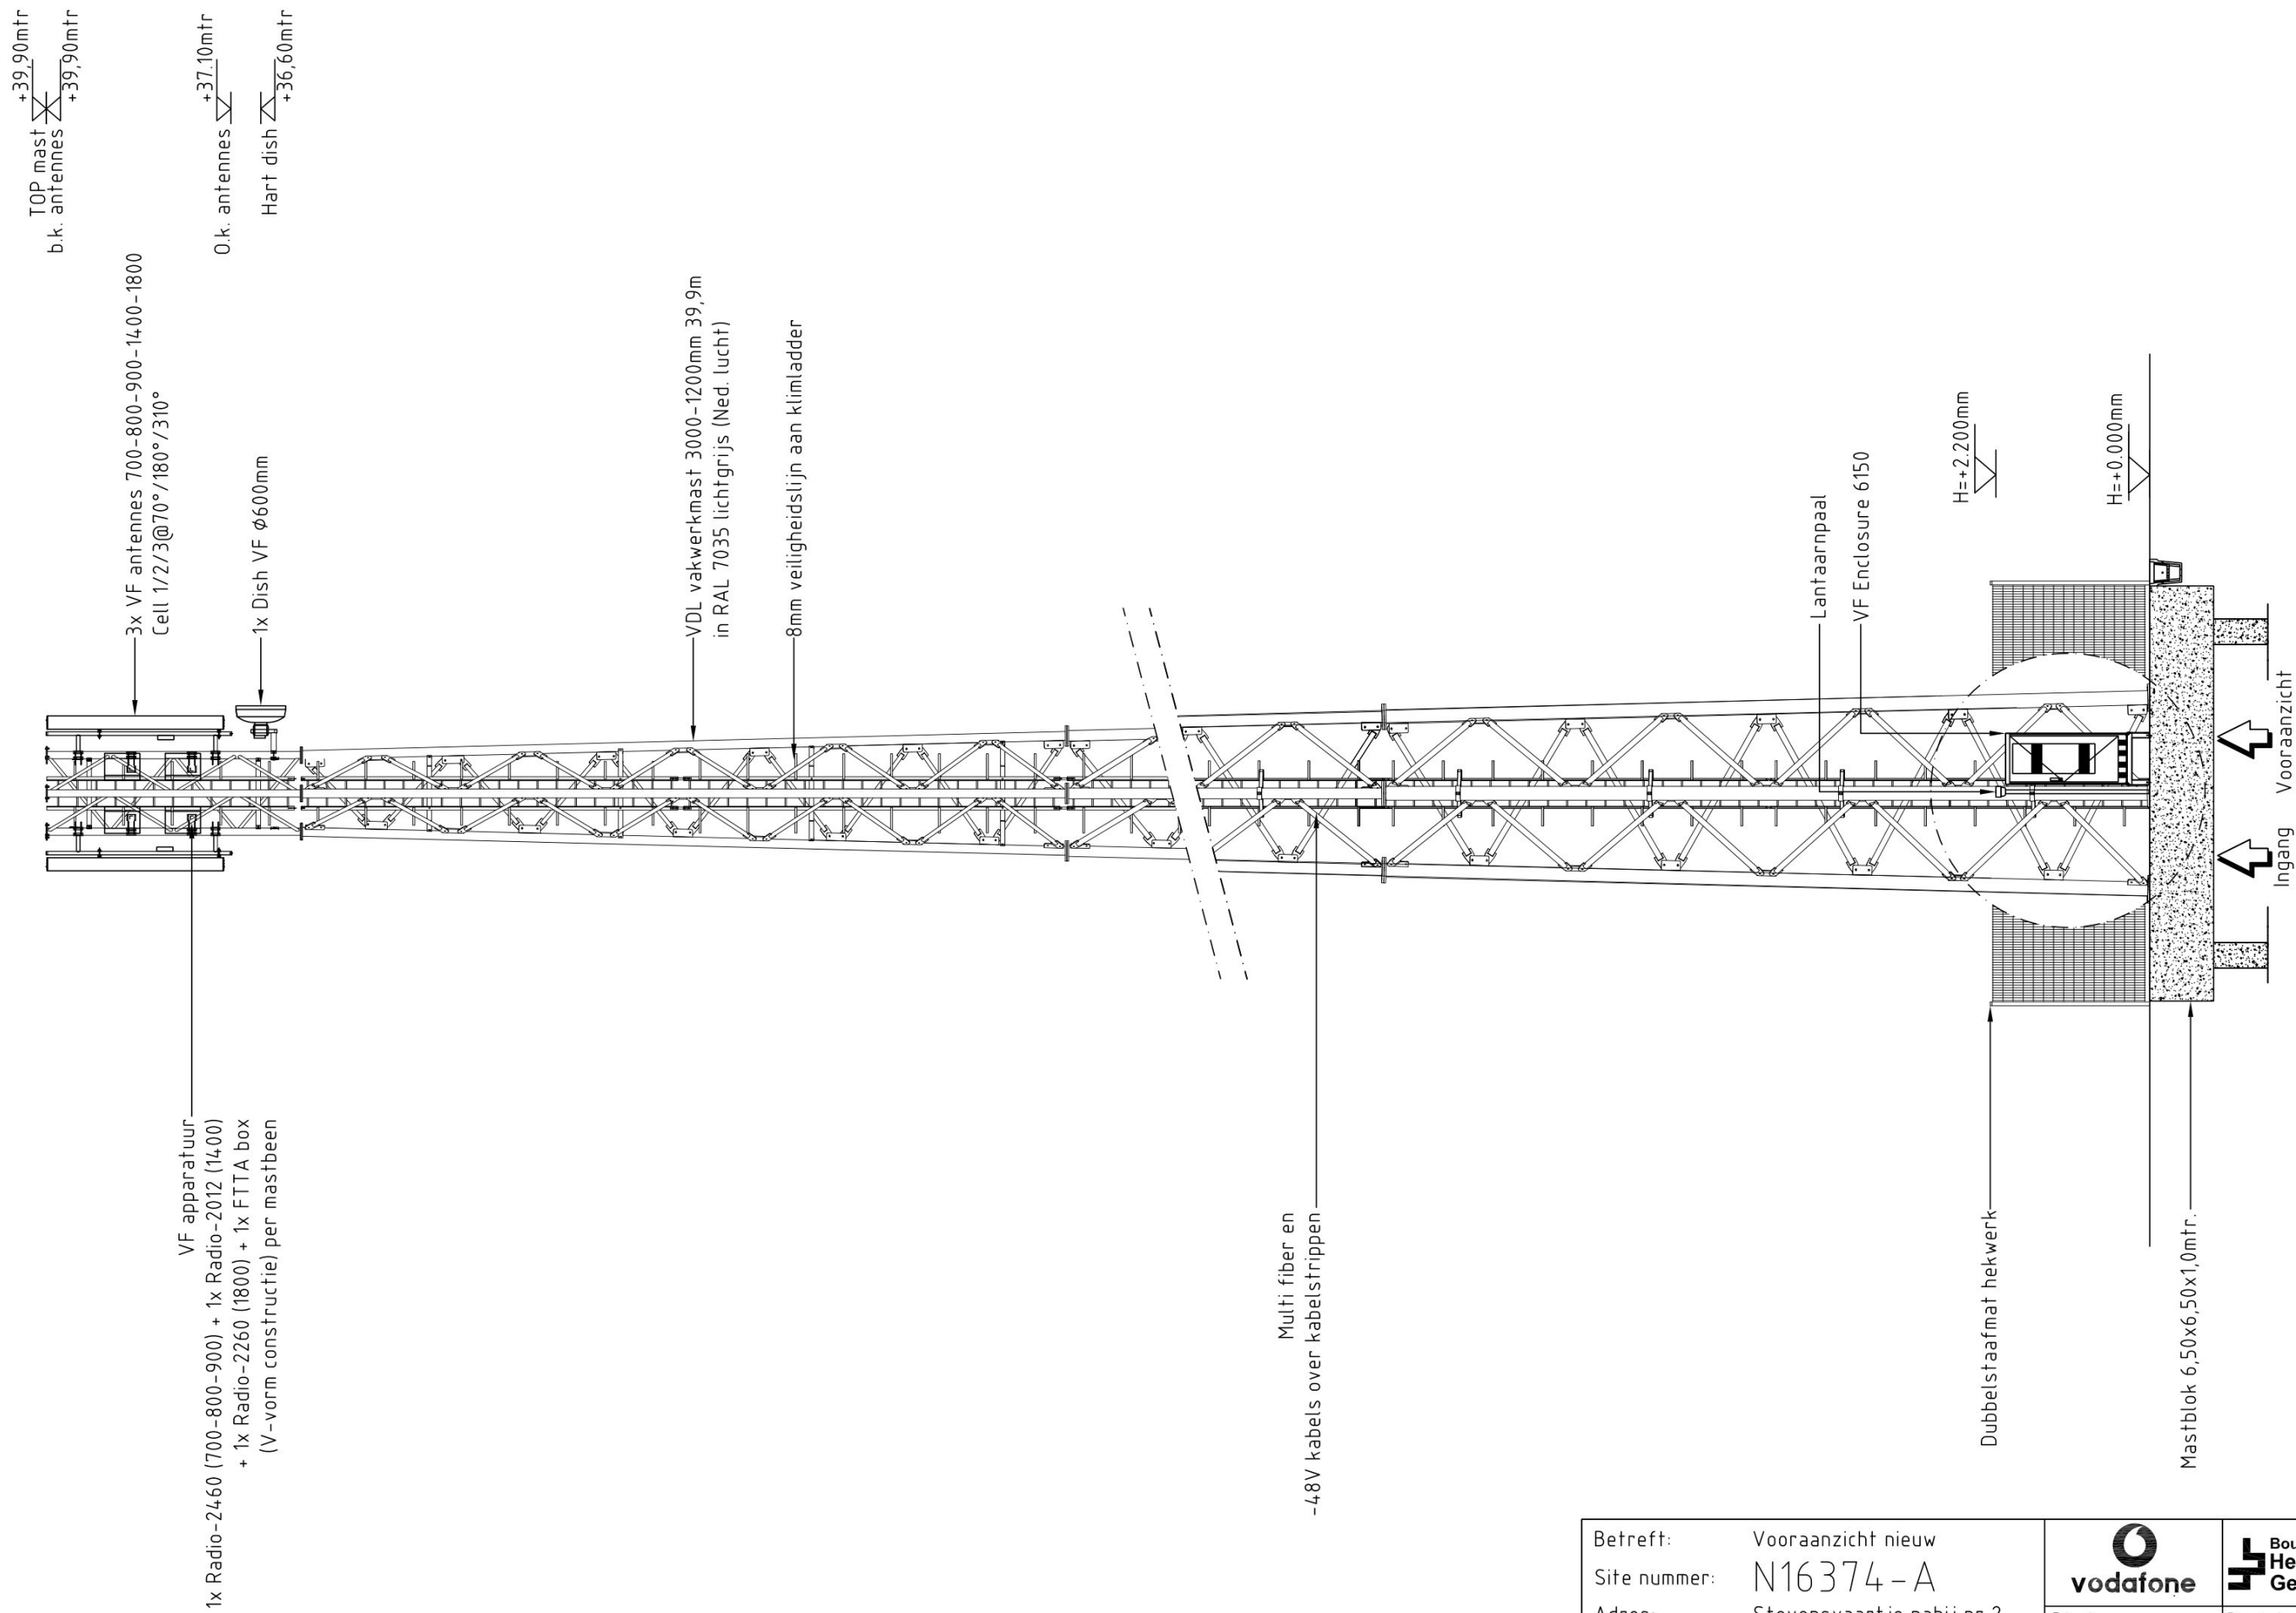 TOP mast
+39,90mtr
b.k. antennes
+39,90mtr
O.k. antennes
+37.10mtr
Hart dish
+36,60mtr
3x VF antennes 700-800-900-1400-1800
Cell 1/2/3@70°/180°/310°
1x Dish VF Ø600mm
VDL vakwerkmast 3000-1200mm 39,9m
in RAL 7035 lichtgrijs (Ned. lucht)
8mm veiligheidslijn aan klimladder
Lantaarnpaal
VF Enclosure 6150
H=+2.200mm
H=+0.000mm
VF apparatuur
1x Radio-2460 (700-800-900) + 1x Radio-2012 (1400)
+ 1x Radio-2260 (1800) + 1x FTTA box
(V-vorm constructie) per mastbeen
Multi fiber en
-48V kabels over kabelstrippen
Dubbelstaafmat hekwerk
Mastblok 6,50x6,50x1,0mtr.
Ingang
Vooraanzicht
Betreft: Vooraanzicht nieuw
Site nummer: N16374-A
vodafone